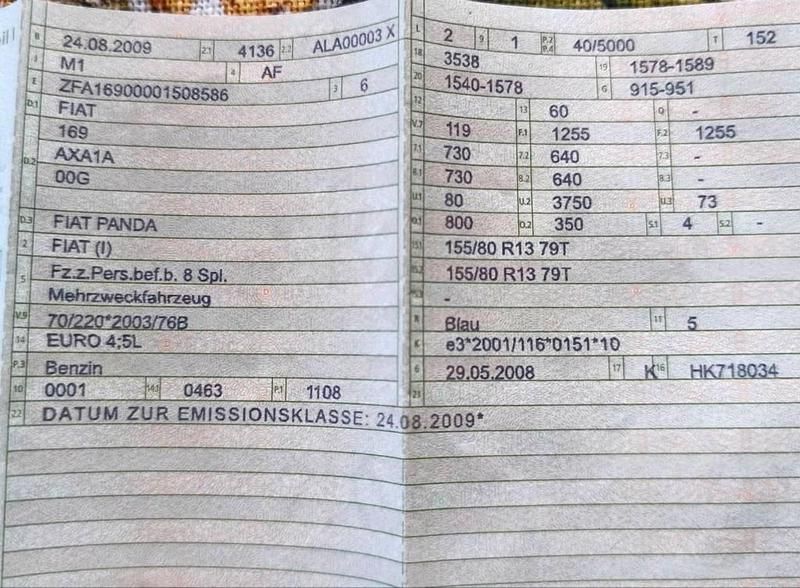 B 24.08.2009 2.1 4136 2.2 ALA00003 X
J M1 4 AF
E ZFA16900001508586 3 6
D.1 FIAT
169
D.2 AXA1A
00G
D.3 FIAT PANDA
2 FIAT (I)
5 Fz.z.Pers.bef.b. 8 Spl.
Mehrzweckfahrzeug
V.9 70/220*2003/76B
14 EURO 4;5L
P.3 Benzin
10 0001 14.1 0463 P.1 1108
22 DATUM ZUR EMISSIONSKLASSE: 24.08.2009*
L 2 9 1 P.2 P.4 40/5000 T 152
18 3538 19 1578-1589
20 1540-1578 G 915-951
12 13 60 Q -
V.7 119 F.1 1255 F.2 1255
7.1 730 7.2 640 7.3 -
8.1 730 8.2 640 8.3 -
U.1 80 U.2 3750 U.3 73
O.1 800 O.2 350 S.1 4 S.2 -
15.1 155/80 R13 79T
15.2 155/80 R13 79T
15.3 -
R Blau 11 5
K e3*2001/116*0151*10
6 29.05.2008 17 K 16 HK718034
21